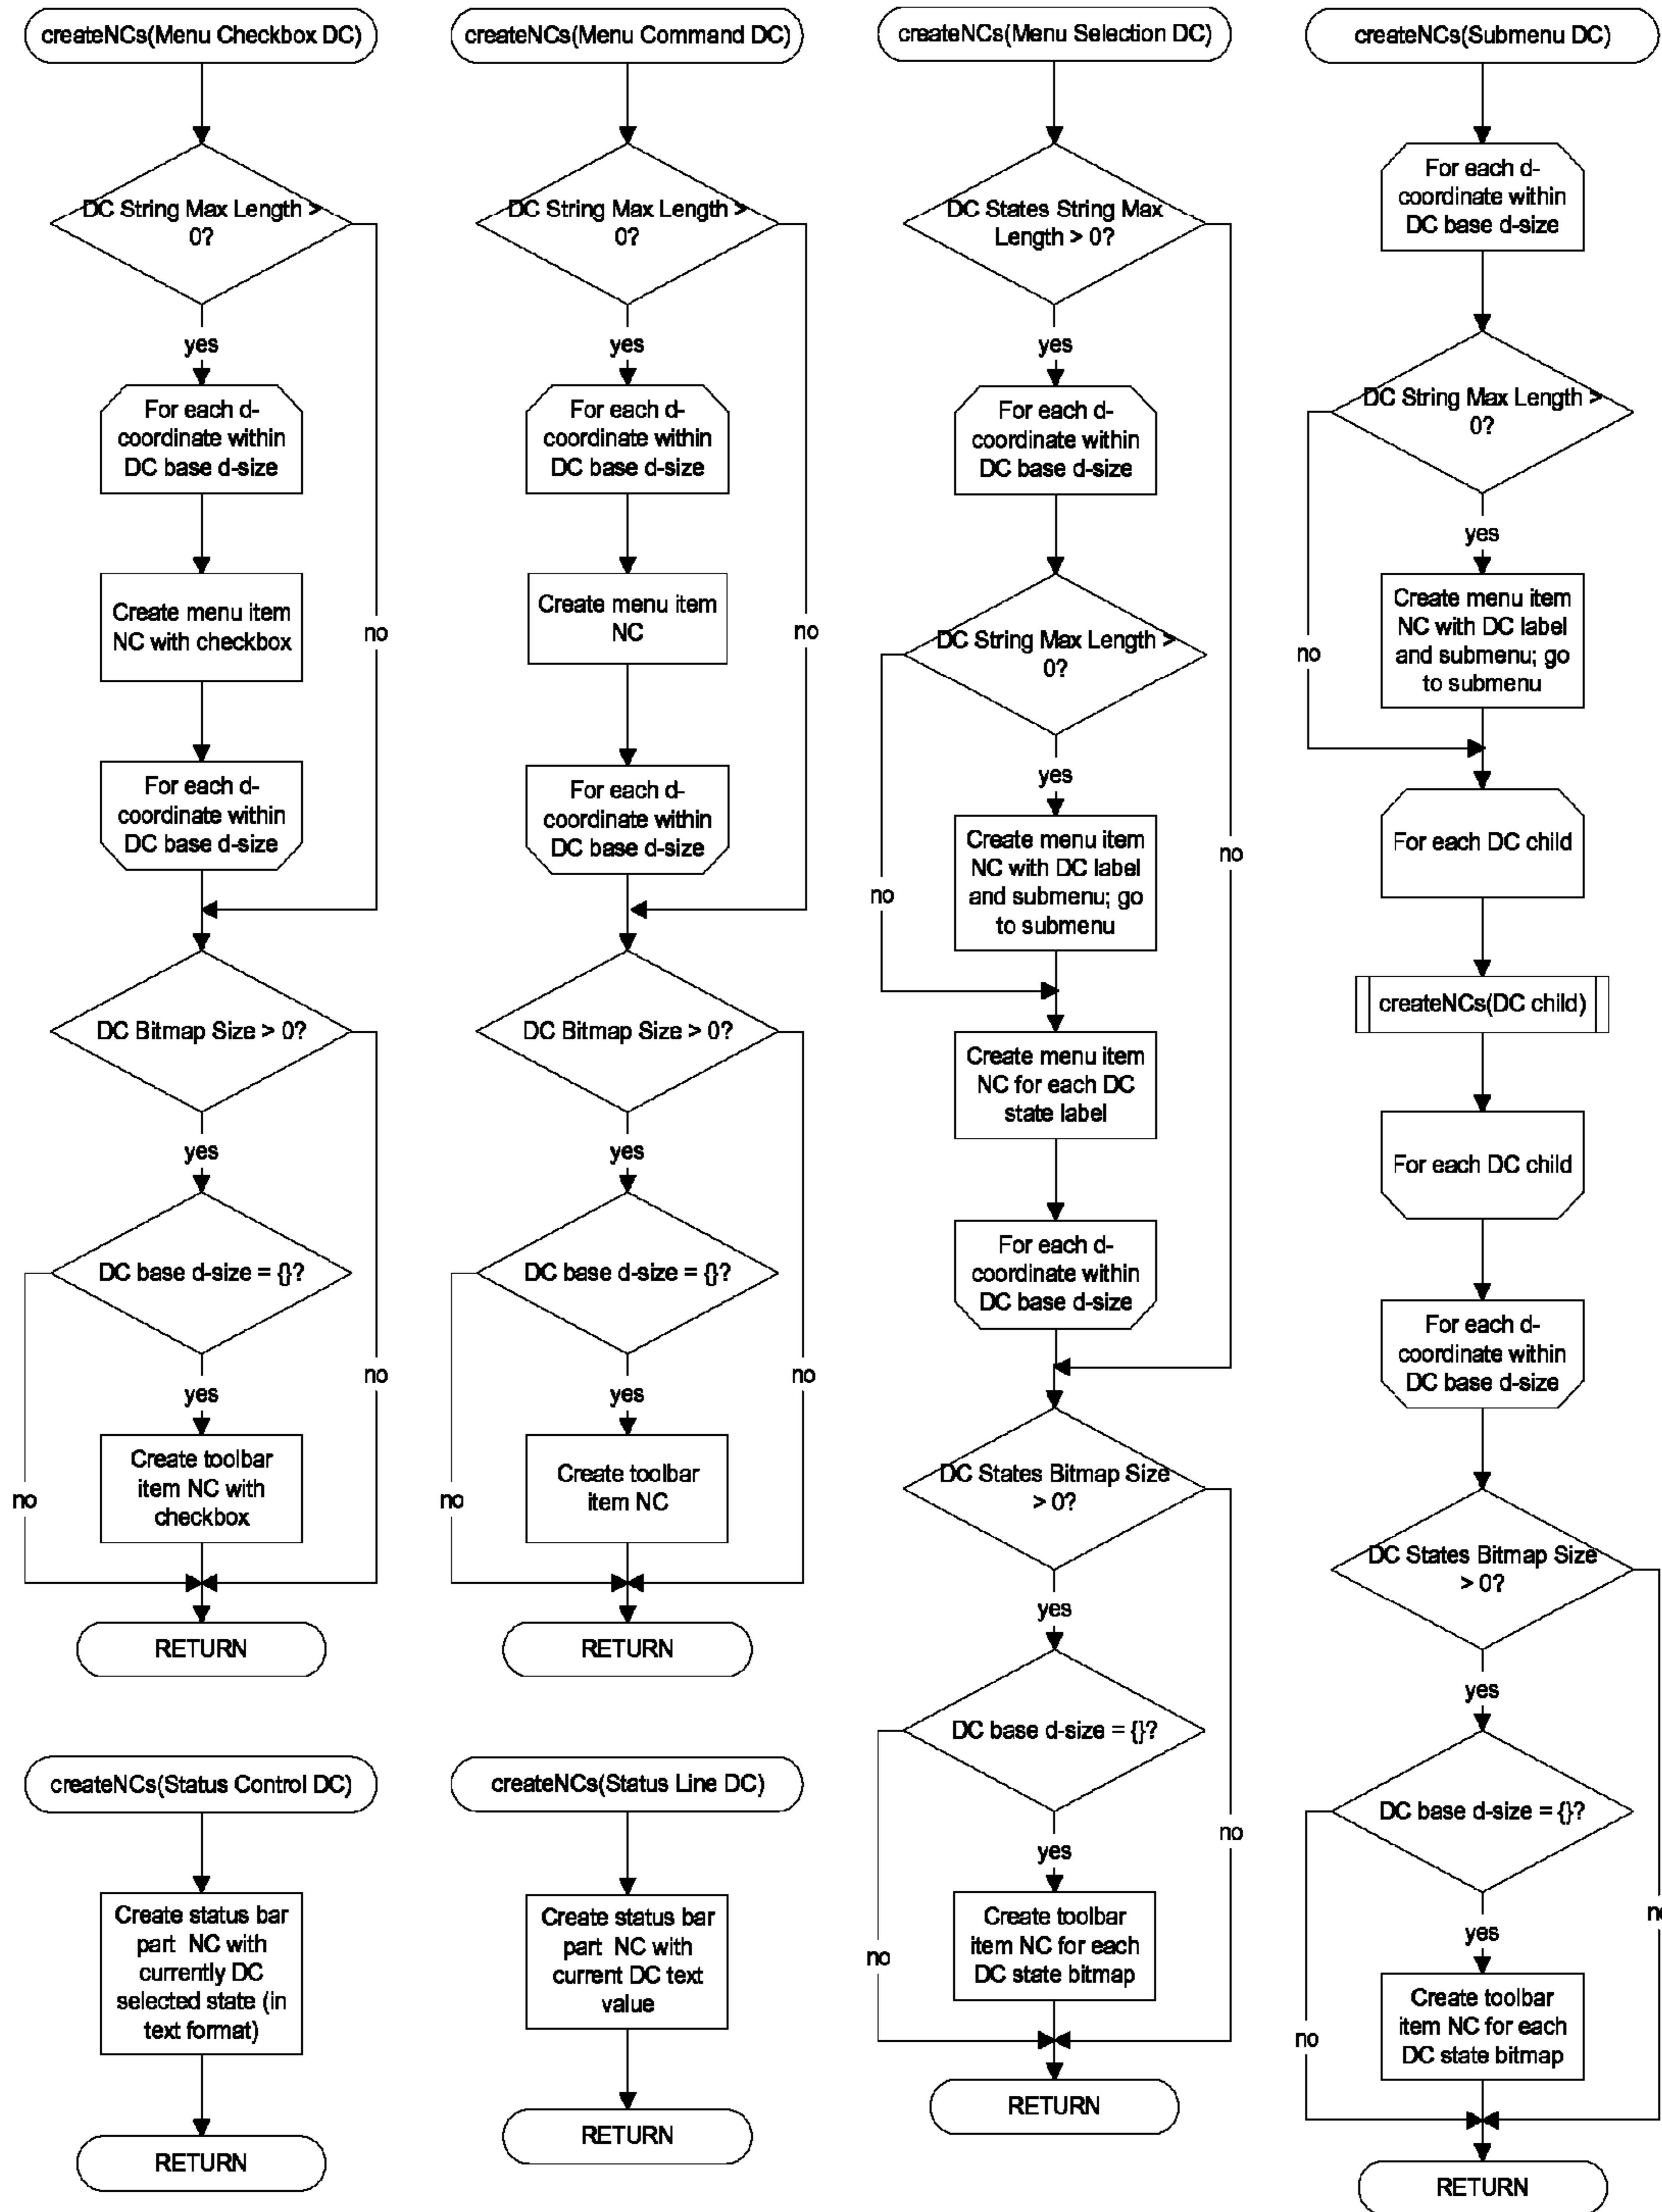 createNCs(Menu Checkbox DC)
DC String Max Length >
0?
yes
For each d-
coordinate within
DC base d-size
Create menu item
NC with checkbox
no
For each d-
coordinate within
DC base d-size
DC Bitmap Size > 0?
yes
DC base d-size = {}?
no
yes
Create toolbar
item NC with
checkbox
no
RETURN
createNCs(Menu Command DC)
DC String Max Length >
0?
yes
For each d-
coordinate within
DC base d-size
Create menu item
NC
no
For each d-
coordinate within
DC base d-size
DC Bitmap Size > 0?
yes
DC base d-size = {}?
no
yes
Create toolbar
item NC
no
RETURN
createNCs(Menu Selection DC)
DC States String Max
Length > 0?
yes
For each d-
coordinate within
DC base d-size
DC String Max Length >
0?
yes
Create menu item
NC with DC label
and submenu; go
to submenu
no
no
Create menu item
NC for each DC
state label
For each d-
coordinate within
DC base d-size
DC States Bitmap Size
> 0?
yes
DC base d-size = {}?
no
yes
Create toolbar
item NC for each
DC state bitmap
no
RETURN
createNCs(Submenu DC)
For each d-
coordinate within
DC base d-size
DC String Max Length >
0?
yes
Create menu item
NC with DC label
and submenu; go
to submenu
no
For each DC child
createNCs(DC child)
For each DC child
For each d-
coordinate within
DC base d-size
DC States Bitmap Size
> 0?
yes
DC base d-size = {}?
yes
Create toolbar
item NC for each
DC state bitmap
no
RETURN
createNCs(Status Control DC)
Create status bar
part NC with
currently DC
selected state (in
text format)
RETURN
createNCs(Status Line DC)
Create status bar
part NC with
current DC text
value
RETURN